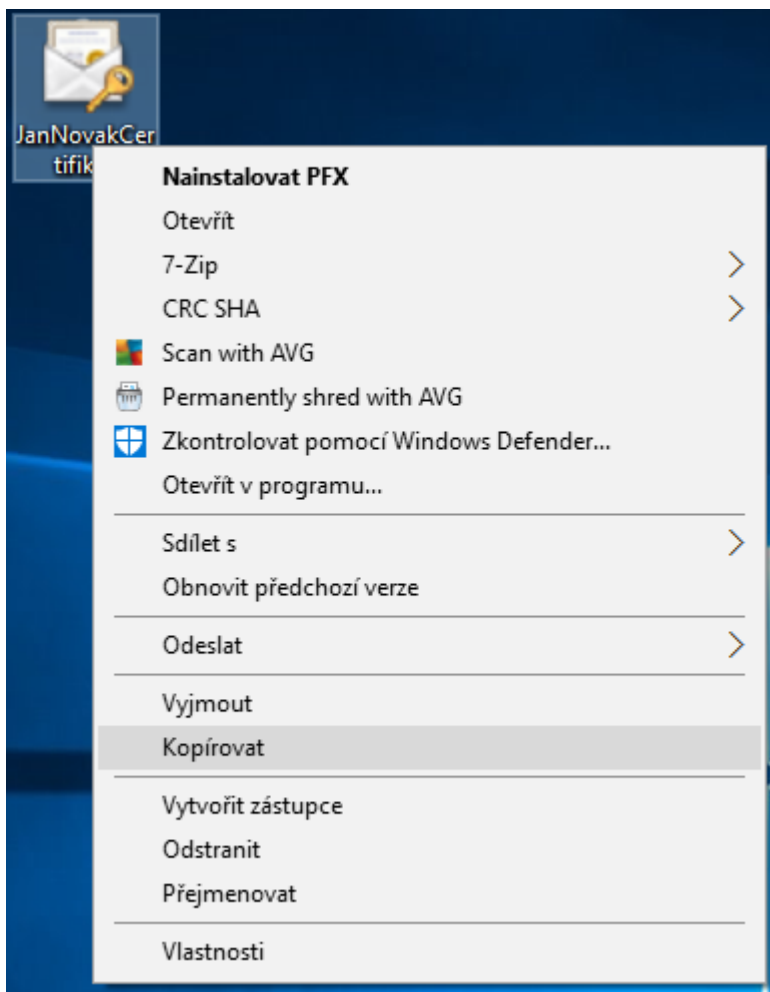 JanNovakCer
tifik
Nainstalovat PFX
Otevřít
7-Zip
CRC SHA
Scan with AVG
Permanently shred with AVG
Zkontrolovat pomocí Windows Defender...
Otevřít v programu...
Sdílet s
Obnovit předchozí verze
Odeslat
Vyjmout
Kopírovat
Vytvořit zástupce
Odstranit
Přejmenovat
Vlastnosti